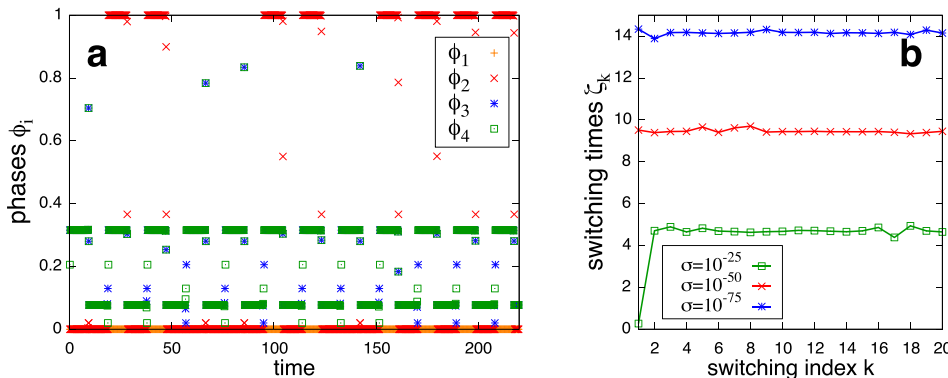 a
phases ϕi
1
0.8
0.6
0.4
0.2
0
ϕ1
ϕ2
ϕ3
ϕ4
0 50 100 150 200
time
b
switching times ζk
14
12
10
8
6
4
2
0
σ=10-25
σ=10-50
σ=10-75
2 4 6 8 10 12 14 16 18 20
switching index k